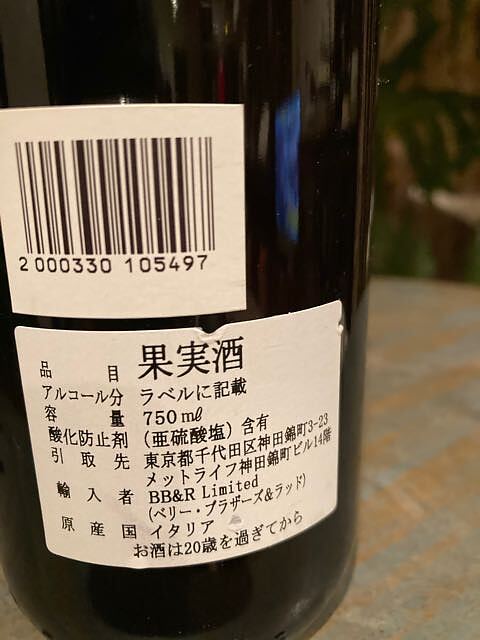 2 000330 105497
品目 果実酒
アルコール分 ラベルに記載
容量 750mℓ
酸化防止剤 (亜硫酸塩)含有
引取先 東京都千代田区神田錦町3-23
メットライフ神田錦町ビル14階
輸入者 BB&R Limited
(ベリー・ブラザーズ&ラッド)
原産国 イタリア
お酒は20歳を過ぎてから